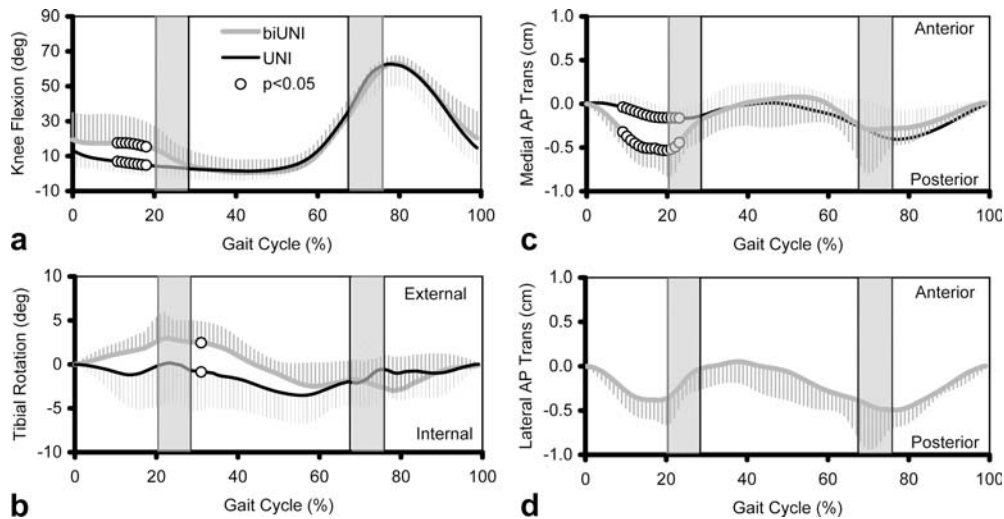 a
Knee Flexion (deg)
90
70
50
30
10
-10
biUNI
UNI
p<0.05
0 20 40 60 80 100
Gait Cycle (%)
c
Medial AP Trans (cm)
1.0
0.5
0.0
-0.5
-1.0
Anterior
Posterior
0 20 40 60 80 100
Gait Cycle (%)
b
Tibial Rotation (deg)
10
5
0
-5
-10
External
Internal
0 20 40 60 80 100
Gait Cycle (%)
d
Lateral AP Trans (cm)
1.0
0.5
0.0
-0.5
-1.0
Anterior
Posterior
0 20 40 60 80 100
Gait Cycle (%)